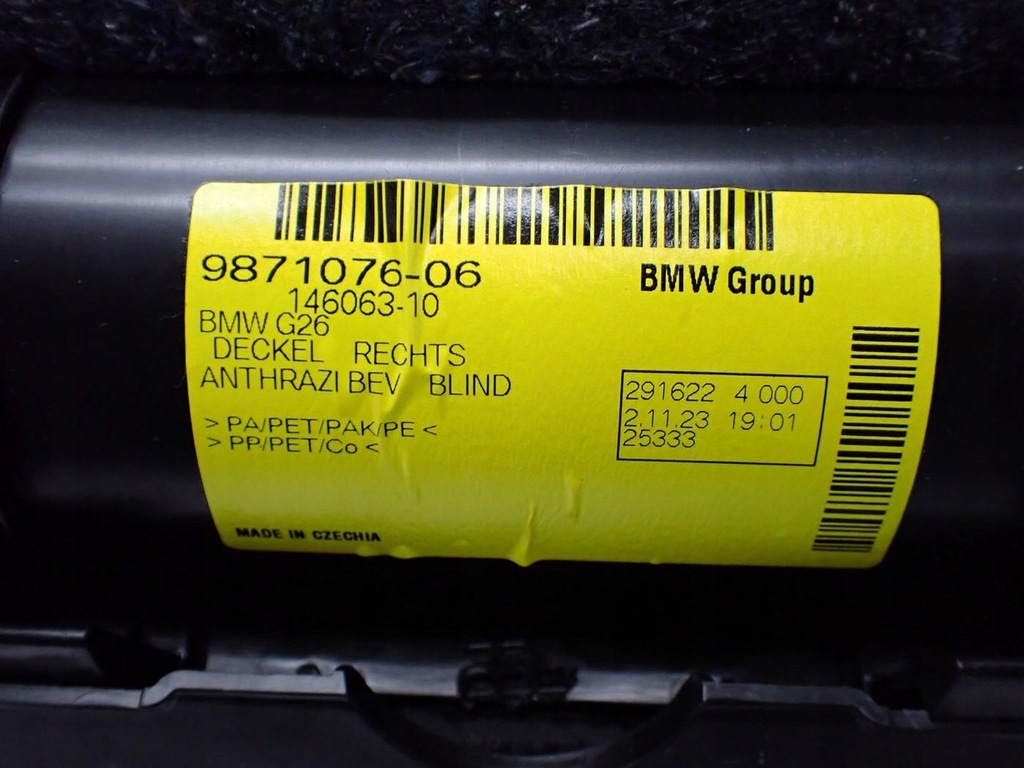 9871076-06
BMW Group
146063-10
BMW G26
DECKEL RECHTS
ANTHRAZI BEV BLIND
> PA/PET/PAK/PE <
> PP/PET/Co <
291622 4 000
2.11.23 19:01
25333
MADE IN CZECHIA